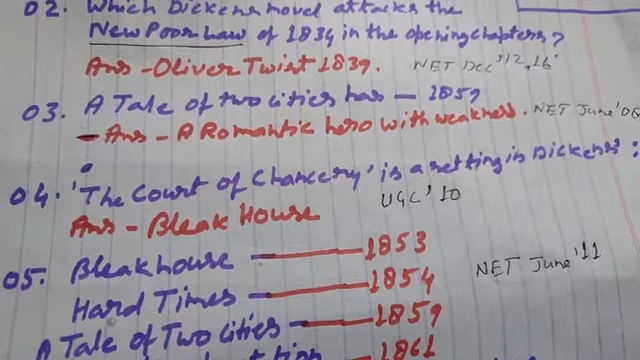 02. Which Dickens novel attacks the
New Poor Law of 1834 in the opening chapters?
Ans - Oliver Twist 1839. NET Dec '12, 16
03. A Tale of two cities has — 1859
- Ans - A Romantic hero with weakness. NET June '06
04. 'The Court of Chancery' is a setting in Dickens' :
Ans - Bleak House UGC' 10
05. Bleak house — 1853
Hard Times — 1854 NET June '11
A Tale of Two cities — 1859
1861